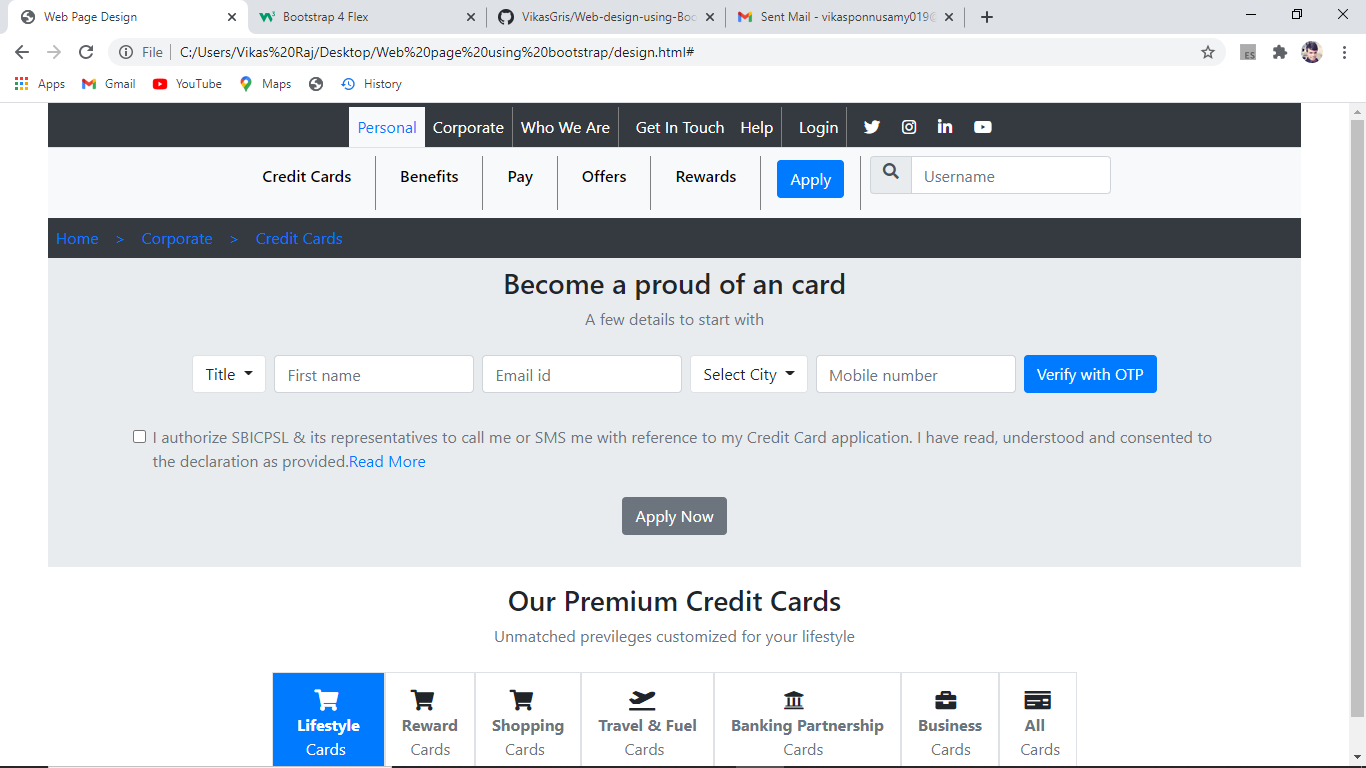 Web Page Design
Bootstrap 4 Flex
VikasGris/Web-design-using-Boo
Sent Mail - vikasponnusamy019@
File
C:/Users/Vikas%20Raj/Desktop/Web%20page%20using%20bootstrap/design.html#
ES
Apps Gmail YouTube Maps History
Personal Corporate Who We Are Get In Touch Help Login
Credit Cards Benefits Pay Offers Rewards Apply Username
Home > Corporate > Credit Cards
Become a proud of an card
A few details to start with
Title First name Email id Select City Mobile number Verify with OTP
I authorize SBICPSL & its representatives to call me or SMS me with reference to my Credit Card application. I have read, understood and consented to
the declaration as provided.Read More
Apply Now
Our Premium Credit Cards
Unmatched previleges customized for your lifestyle
Lifestyle Reward Shopping Travel & Fuel Banking Partnership Business All
Cards Cards Cards Cards Cards Cards Cards